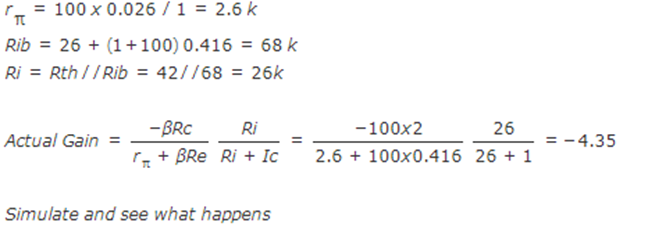 rπ = 100 x 0.026 / 1 = 2.6 k
Rib = 26 + (1+100) 0.416 = 68 k
Ri = Rth//Rib = 42//68 = 26k
Actual Gain = −βRc / rπ + βRe Ri / Ri + Ic = −100x2 / 2.6 + 100x0.416 26 / 26 + 1 = −4.35
Simulate and see what happens